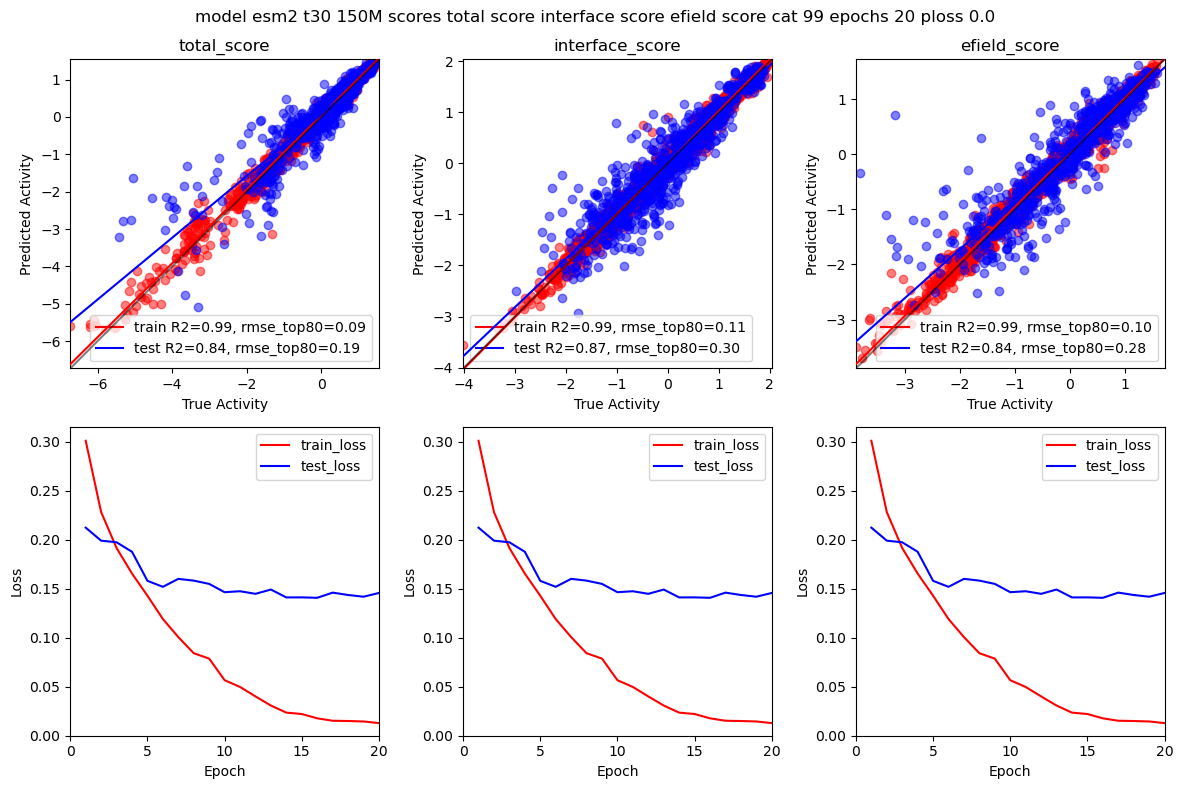 model esm2 t30 150M scores total score interface score efield score cat 99 epochs 20 ploss 0.0
total_score
interface_score
efield_score
1
0
−1
−2
−3
−4
−5
−6
Predicted Activity
train R2=0.99, rmse_top80=0.09
test R2=0.84, rmse_top80=0.19
−6
−4
−2
0
True Activity
2
1
0
−1
−2
−3
−4
Predicted Activity
train R2=0.99, rmse_top80=0.11
test R2=0.87, rmse_top80=0.30
−4
−3
−2
−1
0
1
2
True Activity
1
0
−1
−2
−3
Predicted Activity
train R2=0.99, rmse_top80=0.10
test R2=0.84, rmse_top80=0.28
−3
−2
−1
0
1
True Activity
0.30
0.25
0.20
0.15
0.10
0.05
0.00
Loss
train_loss
test_loss
0
5
10
15
20
Epoch
0.30
0.25
0.20
0.15
0.10
0.05
0.00
Loss
train_loss
test_loss
0
5
10
15
20
Epoch
0.30
0.25
0.20
0.15
0.10
0.05
0.00
Loss
train_loss
test_loss
0
5
10
15
20
Epoch